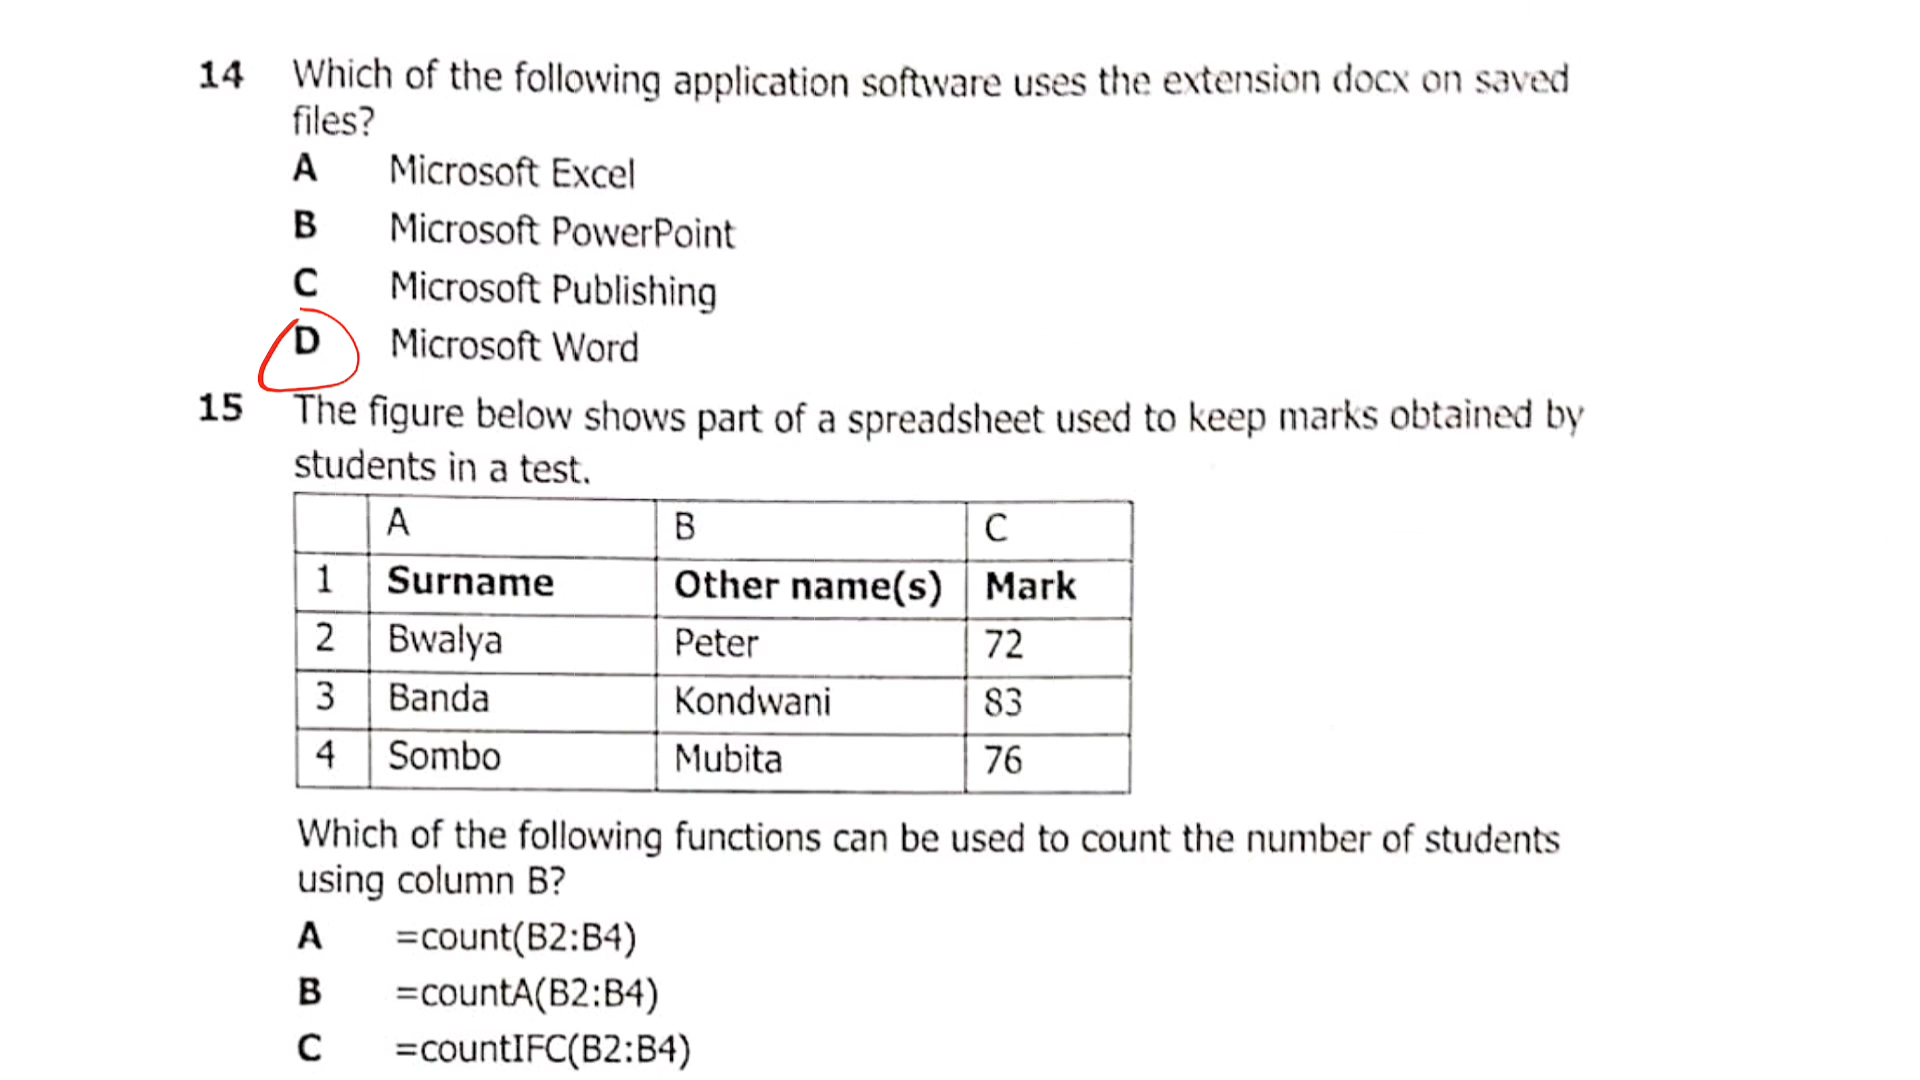 14 Which of the following application software uses the extension docx on saved
files?
A Microsoft Excel
B Microsoft PowerPoint
C Microsoft Publishing
D Microsoft Word
15 The figure below shows part of a spreadsheet used to keep marks obtained by
students in a test.
A B C
1 Surname Other name(s) Mark
2 Bwalya Peter 72
3 Banda Kondwani 83
4 Sombo Mubita 76
Which of the following functions can be used to count the number of students
using column B?
A =count(B2:B4)
B =countA(B2:B4)
C =countIFC(B2:B4)